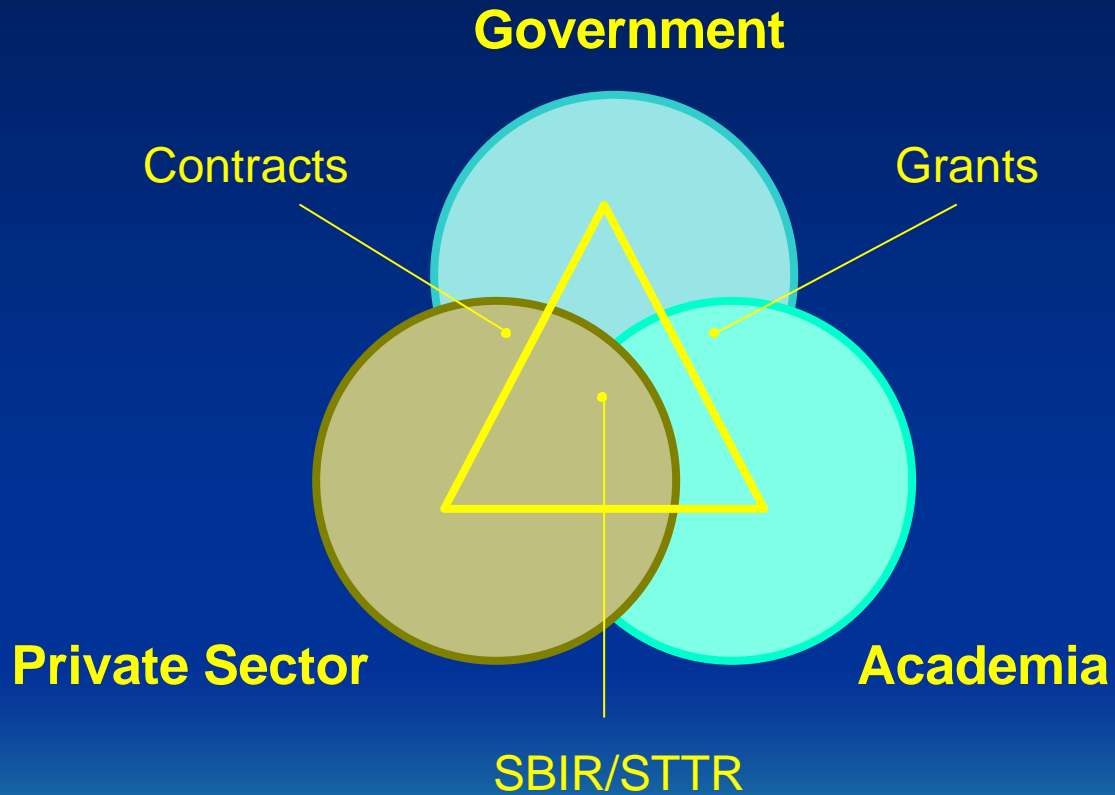 Government
Contracts
Grants
Private Sector
Academia
SBIR/STTR